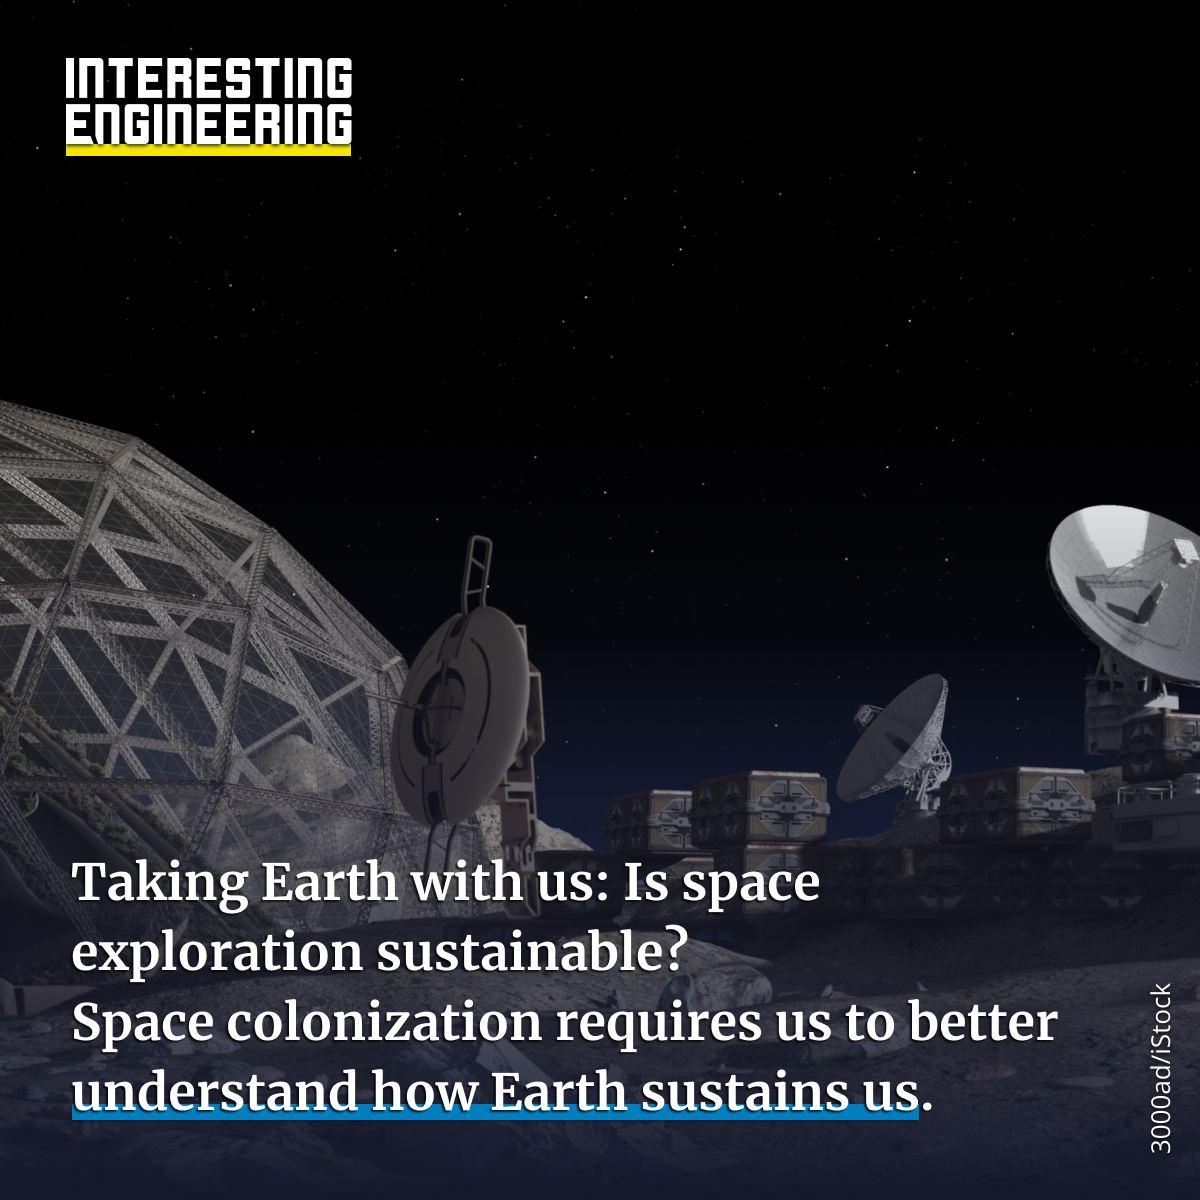 INTERESTING
ENGINEERING
Taking Earth with us: Is space
exploration sustainable?
Space colonization requires us to better
understand how Earth sustains us.
3000ad/iStock